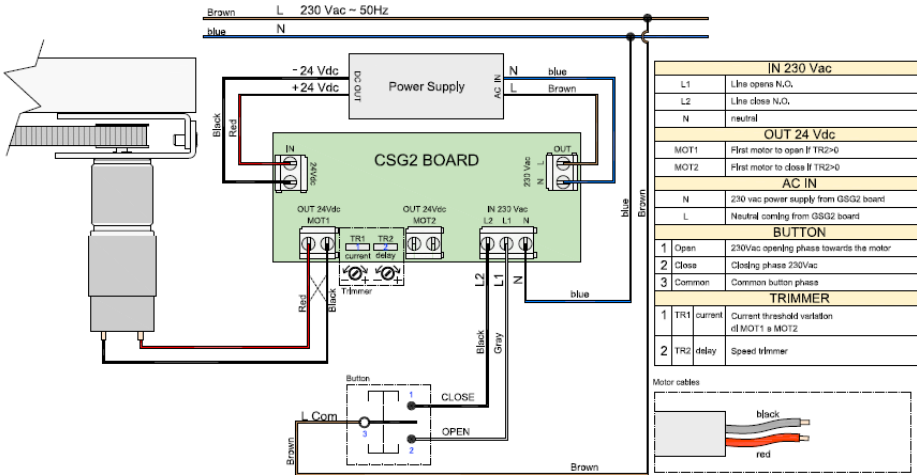 Brown L 230 Vac ~ 50Hz
blue N
- 24 Vdc
+24 Vdc
DC OUT
Power Supply
AC IN
N blue
L Brown
Black
Red
IN
24Vdc
CSG2 BOARD
OUT
230 Vac
L
N
OUT 24Vdc
MOT1
TR1 TR2
1 2
current delay
Trimmer
OUT 24Vdc
MOT2
IN 230 Vac
L2 L1 N
L2
L1
N
blue
blue
Brown
Red
Black
Black
Gray
Button
1
CLOSE
L Com
3
OPEN
2
Brown
Brown
IN 230 Vac
L1 Line opens N.O.
L2 Line close N.O.
N neutral
OUT 24 Vdc
MOT1 First motor to open if TR2>0
MOT2 First motor to close if TR2>0
AC IN
N 230 vac power supply from GSG2 board
L Neutral coming from GSG2 board
BUTTON
1 Open 230Vac opening phase towards the motor
2 Close Closing phase 230Vac
3 Common Common button phase
TRIMMER
1 TR1 current Current threshold variation
di MOT1 e MOT2
2 TR2 delay Speed trimmer
Motor cables
black
red